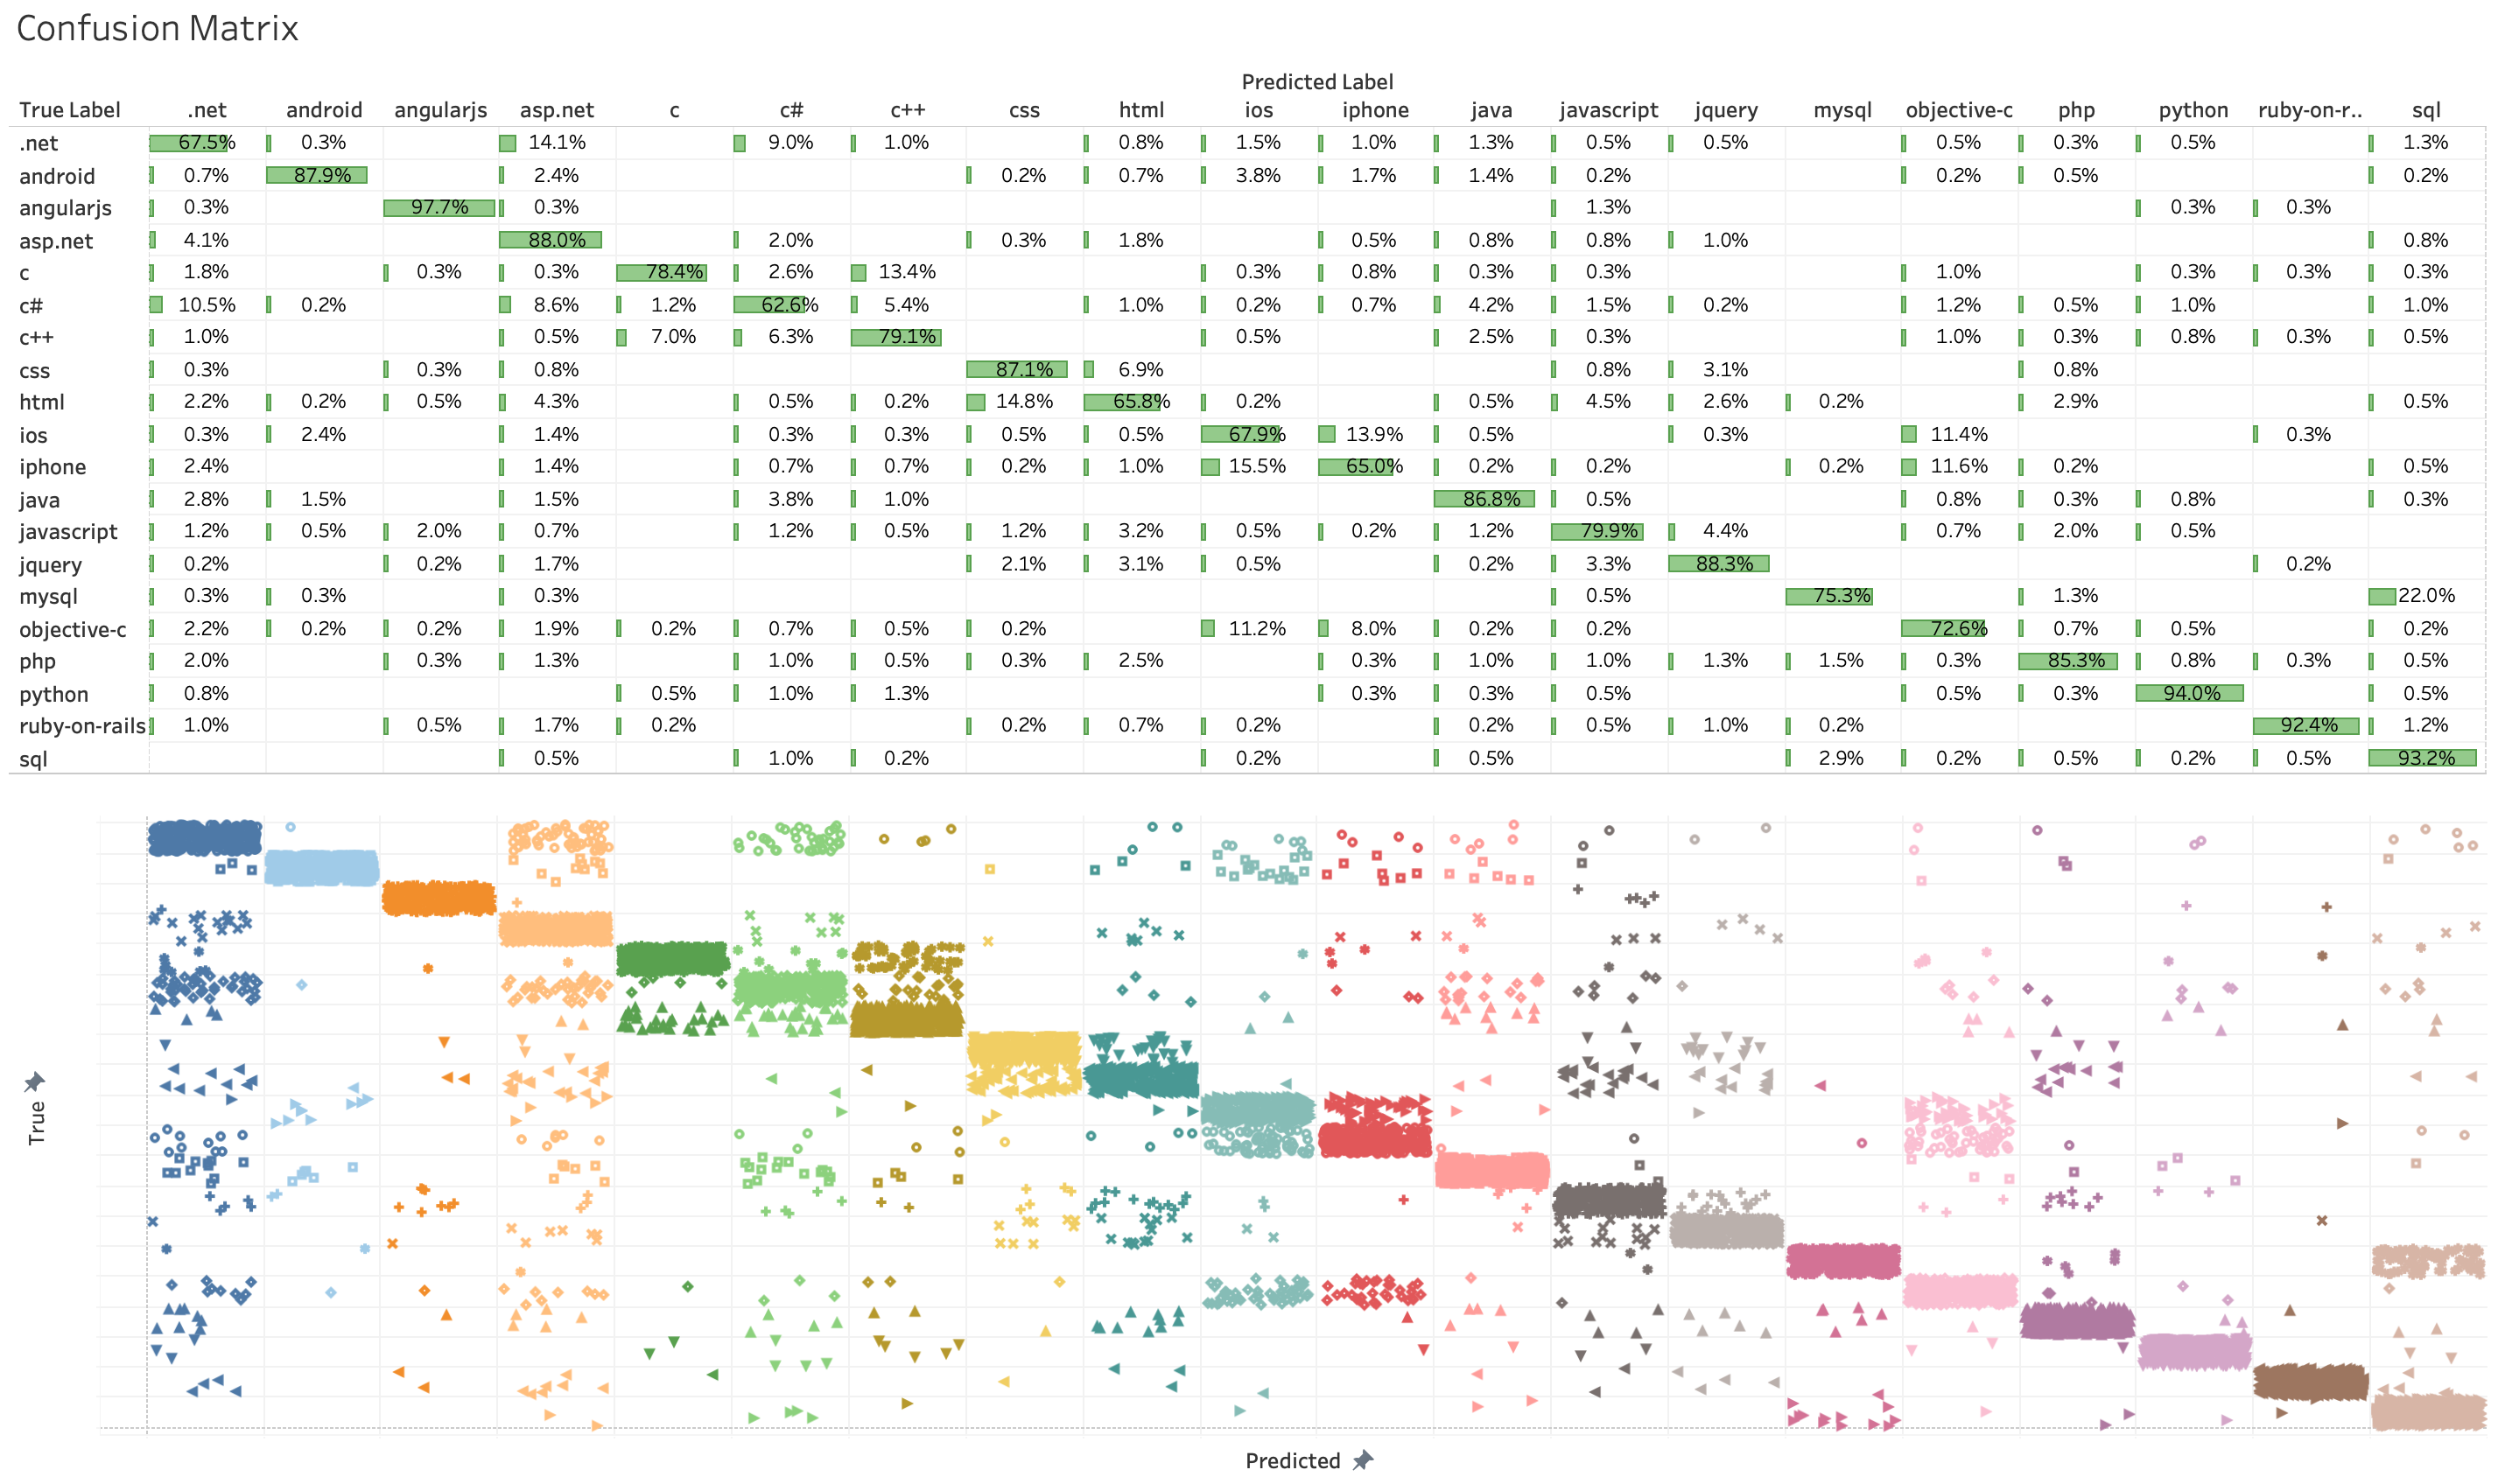 Confusion Matrix
Predicted Label
True Label .net android angularjs asp.net c c# c++ css html ios iphone java javascript jquery mysql objective-c php python ruby-on-r.. sql
.net 67.5% 0.3% 14.1% 9.0% 1.0% 0.8% 1.5% 1.0% 1.3% 0.5% 0.5% 0.5% 0.3% 0.5% 1.3%
android 0.7% 87.9% 2.4% 0.2% 0.7% 3.8% 1.7% 1.4% 0.2% 0.2% 0.5% 0.2%
angularjs 0.3% 97.7% 0.3% 1.3% 0.3% 0.3%
asp.net 4.1% 88.0% 2.0% 0.3% 1.8% 0.5% 0.8% 0.8% 1.0% 0.8%
c 1.8% 0.3% 0.3% 78.4% 2.6% 13.4% 0.3% 0.8% 0.3% 0.3% 1.0% 0.3% 0.3% 0.3%
c# 10.5% 0.2% 8.6% 1.2% 62.6% 5.4% 1.0% 0.2% 0.7% 4.2% 1.5% 0.2% 1.2% 0.5% 1.0% 1.0%
c++ 1.0% 0.5% 7.0% 6.3% 79.1% 0.5% 2.5% 0.3% 1.0% 0.3% 0.8% 0.3% 0.5%
css 0.3% 0.3% 0.8% 87.1% 6.9% 0.8% 3.1% 0.8%
html 2.2% 0.2% 0.5% 4.3% 0.5% 0.2% 14.8% 65.8% 0.2% 0.5% 4.5% 2.6% 0.2% 2.9% 0.5%
ios 0.3% 2.4% 1.4% 0.3% 0.3% 0.5% 0.5% 67.9% 13.9% 0.5% 0.3% 11.4% 0.3%
iphone 2.4% 1.4% 0.7% 0.7% 0.2% 1.0% 15.5% 65.0% 0.2% 0.2% 0.2% 11.6% 0.2% 0.5%
java 2.8% 1.5% 1.5% 3.8% 1.0% 86.8% 0.5% 0.8% 0.3% 0.8% 0.3%
javascript 1.2% 0.5% 2.0% 0.7% 1.2% 0.5% 1.2% 3.2% 0.5% 0.2% 1.2% 79.9% 4.4% 0.7% 2.0% 0.5%
jquery 0.2% 0.2% 1.7% 2.1% 3.1% 0.5% 0.2% 3.3% 88.3% 0.2%
mysql 0.3% 0.3% 0.3% 0.5% 75.3% 1.3% 22.0%
objective-c 2.2% 0.2% 0.2% 1.9% 0.2% 0.7% 0.5% 0.2% 11.2% 8.0% 0.2% 0.2% 72.6% 0.7% 0.5% 0.2%
php 2.0% 0.3% 1.3% 1.0% 0.5% 0.3% 2.5% 0.3% 1.0% 1.0% 1.3% 1.5% 0.3% 85.3% 0.8% 0.3% 0.5%
python 0.8% 0.5% 1.0% 1.3% 0.3% 0.3% 0.5% 0.5% 0.3% 94.0% 0.5%
ruby-on-rails 1.0% 0.5% 1.7% 0.2% 0.2% 0.7% 0.2% 0.2% 0.5% 1.0% 0.2% 92.4% 1.2%
sql 0.5% 1.0% 0.2% 0.2% 0.5% 2.9% 0.2% 0.5% 0.2% 0.5% 93.2%
True
Predicted